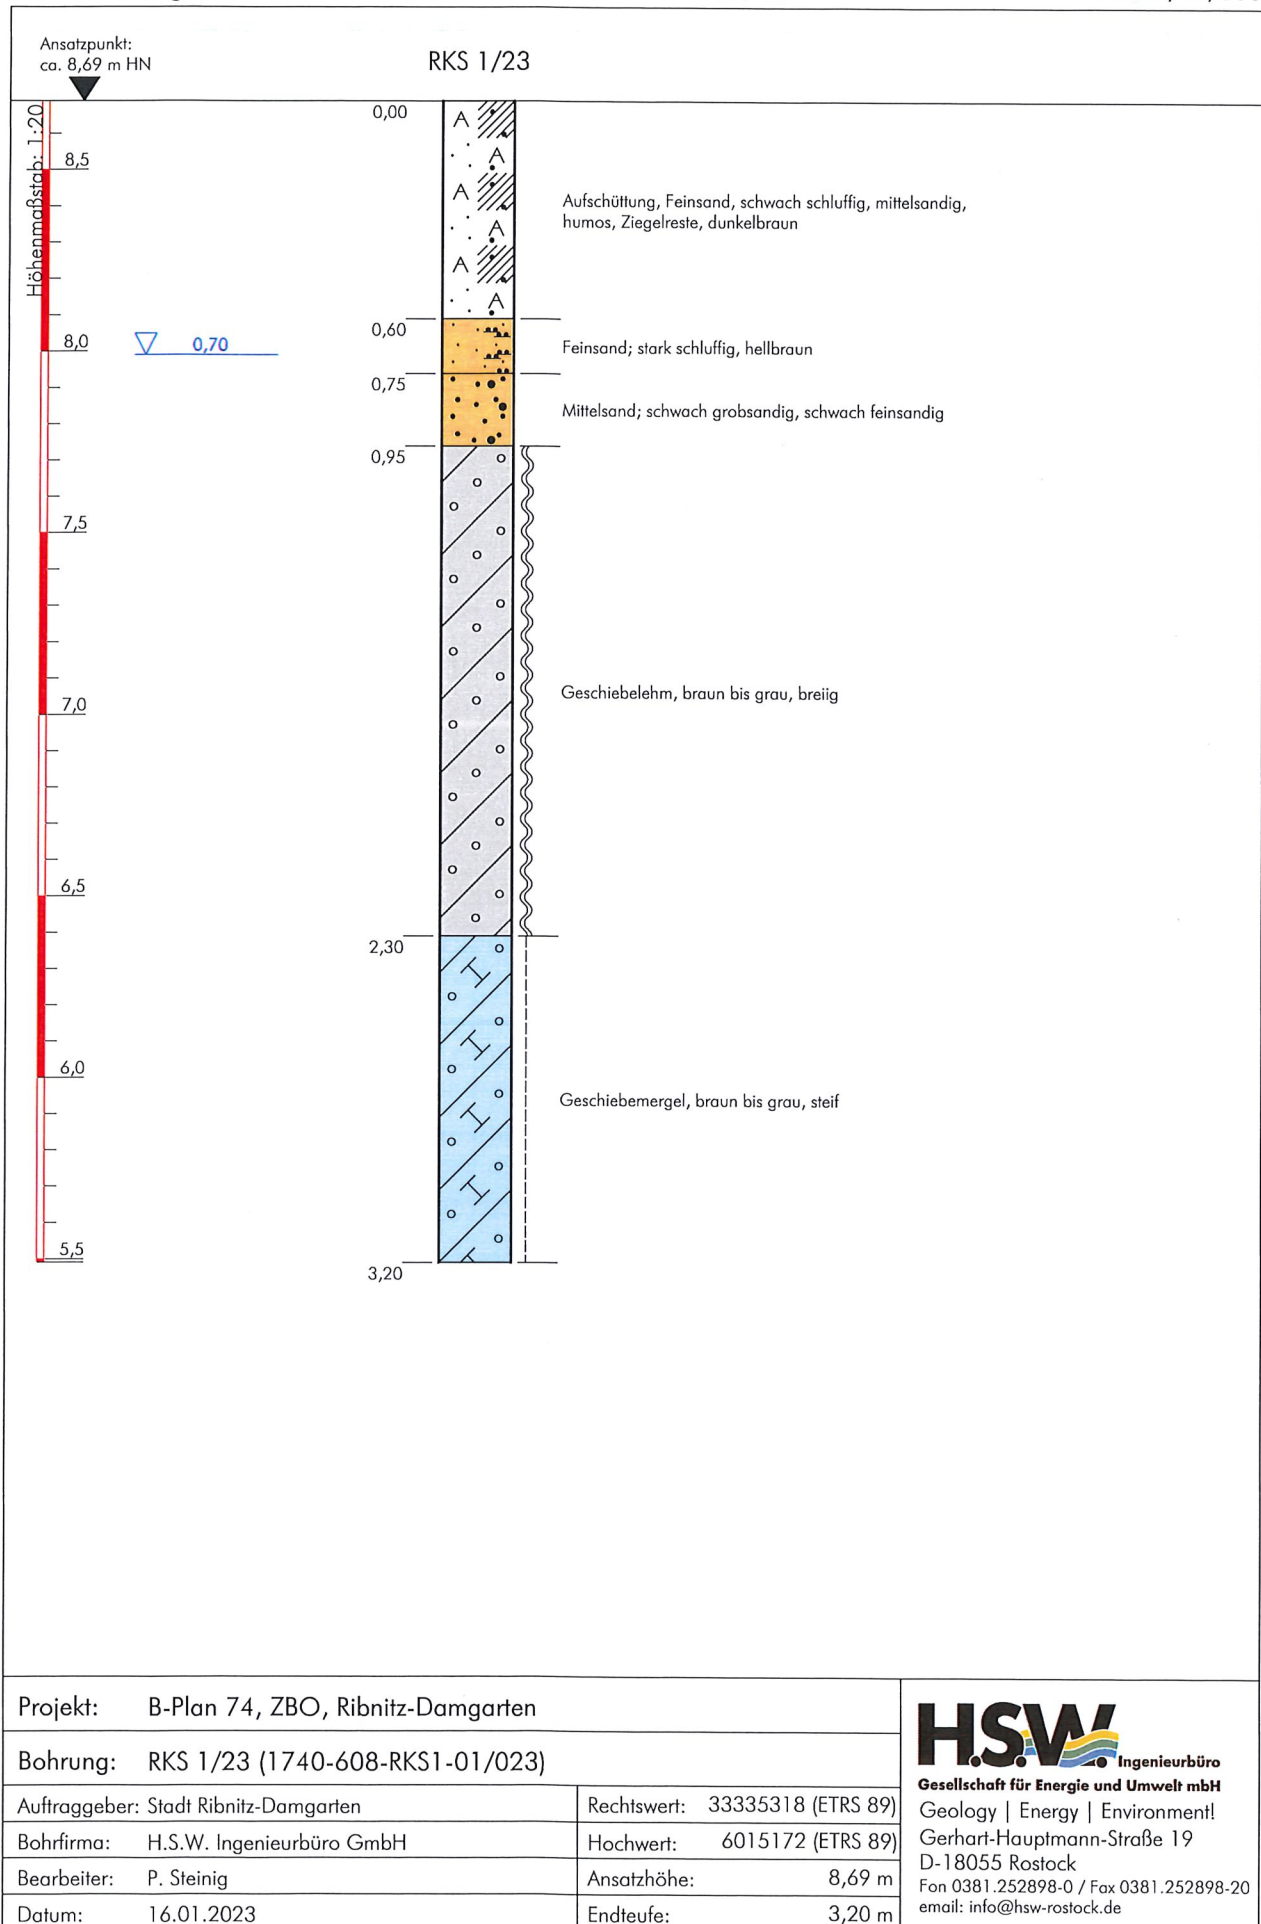 Ansatzpunkt:
ca. 8,69 m HN
RKS 1/23
Höhenmaßstab: 1:20
0,00
8,5
Aufschüttung, Feinsand, schwach schluffig, mittelsandig,
humos, Ziegelreste, dunkelbraun
A
A
A
A
A
A
0,60
8,0
0,70
Feinsand; stark schluffig, hellbraun
0,75
Mittelsand; schwach grobsandig, schwach feinsandig
0,95
7,5
Geschiebelehm, braun bis grau, breiig
7,0
6,5
2,30
6,0
Geschiebemergel, braun bis grau, steif
5,5
3,20
Projekt: B-Plan 74, ZBO, Ribnitz-Damgarten
Bohrung: RKS 1/23 (1740-608-RKS1-01/023)
Auftraggeber: Stadt Ribnitz-Damgarten
Rechtswert: 33335318 (ETRS 89)
Bohrfirma: H.S.W. Ingenieurbüro GmbH
Hochwert: 6015172 (ETRS 89)
Bearbeiter: P. Steinig
Ansatzhöhe: 8,69 m
Datum: 16.01.2023
Endteufe: 3,20 m
H.S.W. Ingenieurbüro
Gesellschaft für Energie und Umwelt mbH
Geology | Energy | Environment!
Gerhart-Hauptmann-Straße 19
D-18055 Rostock
Fon 0381.252898-0 / Fax 0381.252898-20
email: info@hsw-rostock.de